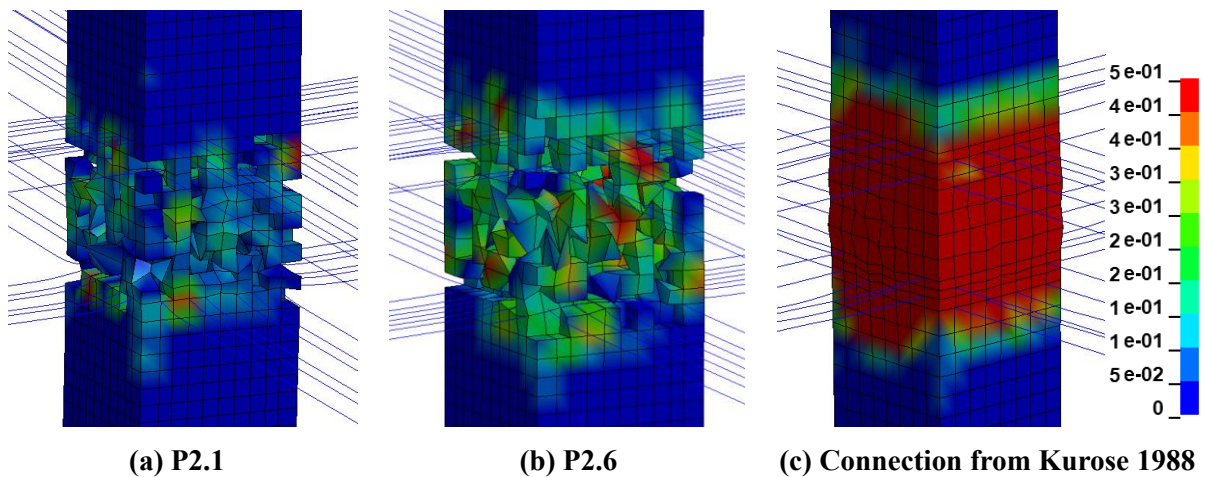 5 e-01
4 e-01
4 e-01
3 e-01
3 e-01
2 e-01
2 e-01
1 e-01
1 e-01
5 e-02
0
(a) P2.1
(b) P2.6
(c) Connection from Kurose 1988